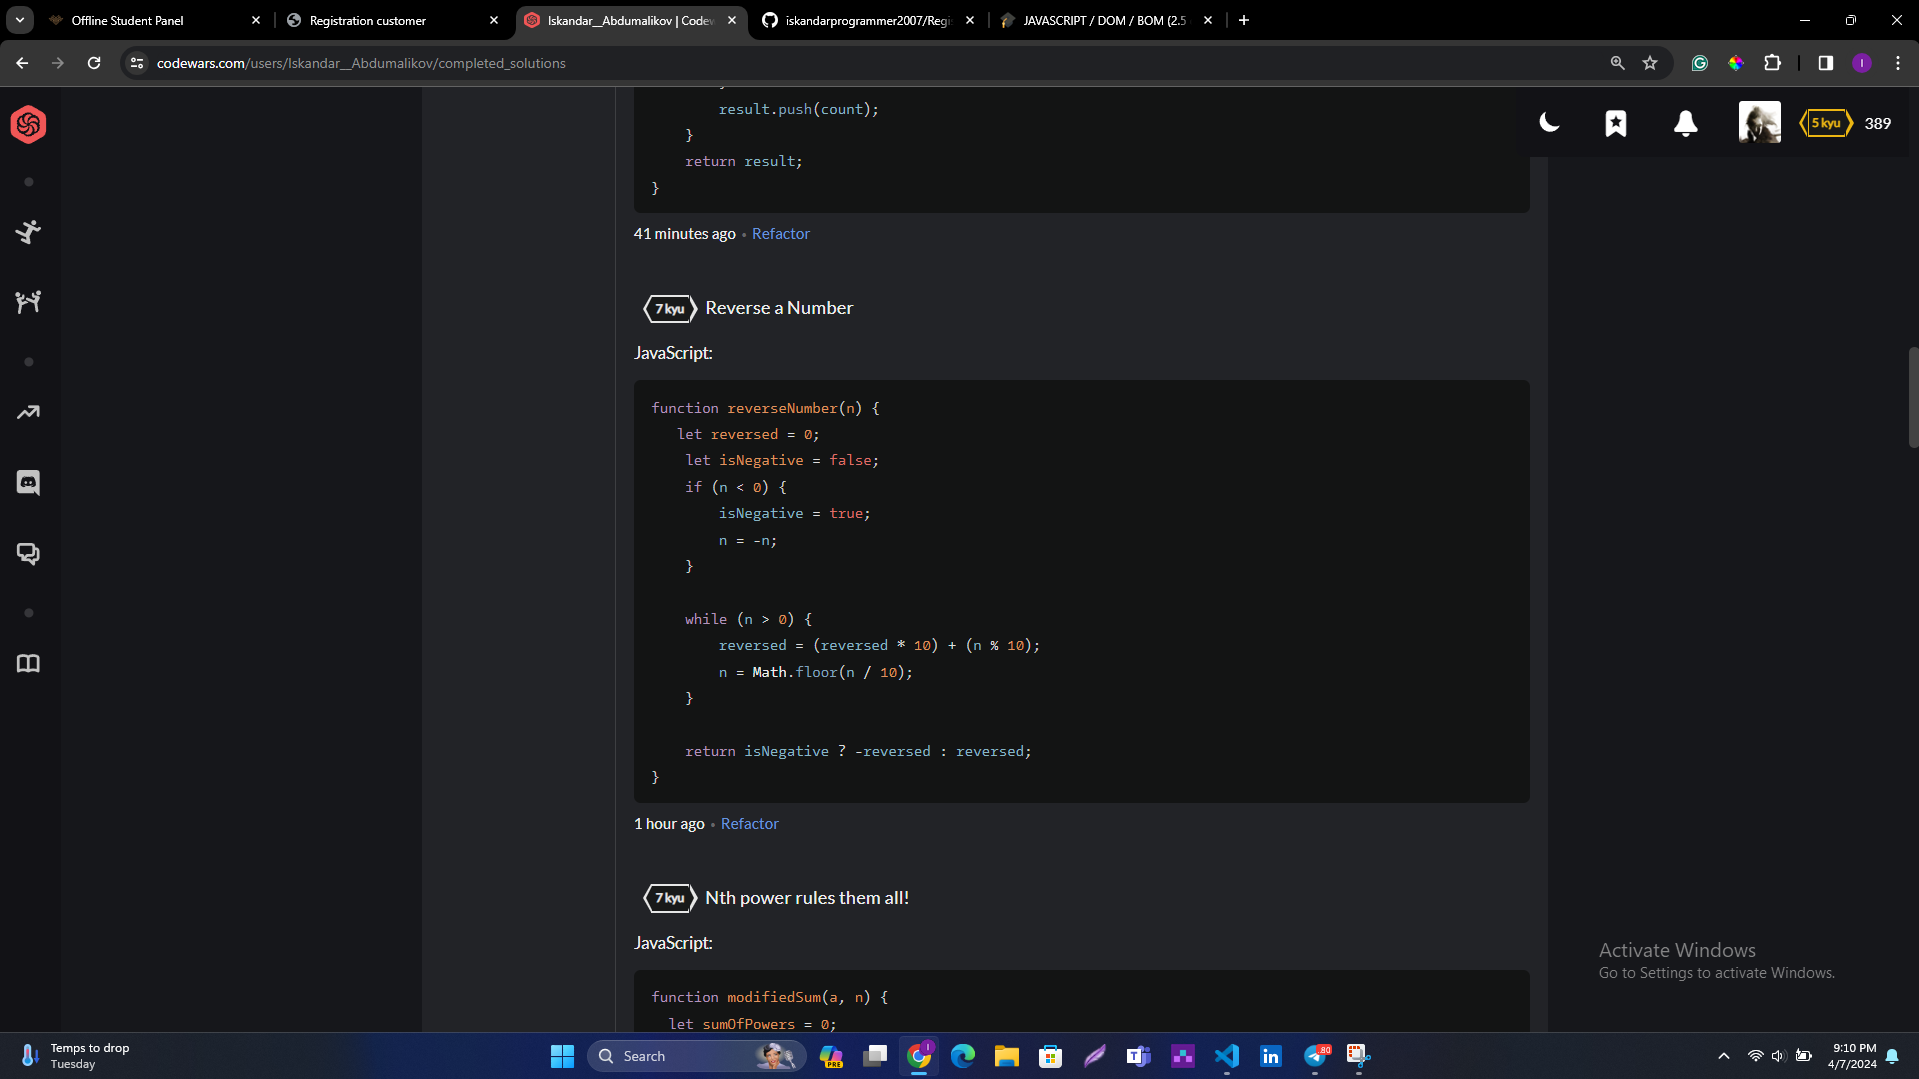 Offline Student Panel
Registration customer
Iskandar__Abdumalikov | Codew
iskandarprogrammer2007/Regis
JAVASCRIPT / DOM / BOM (2.5
codewars.com/users/Iskandar__Abdumalikov/completed_solutions
5 kyu
389
result.push(count);
}
return result;
}
41 minutes ago • Refactor
7 kyu
Reverse a Number
JavaScript:
function reverseNumber(n) {
let reversed = 0;
let isNegative = false;
if (n < 0) {
isNegative = true;
n = -n;
}
while (n > 0) {
reversed = (reversed * 10) + (n % 10);
n = Math.floor(n / 10);
}
return isNegative ? -reversed : reversed;
}
1 hour ago • Refactor
7 kyu
Nth power rules them all!
JavaScript:
function modifiedSum(a, n) {
let sumOfPowers = 0;
Activate Windows
Go to Settings to activate Windows.
Temps to drop
Tuesday
Search
PRE
80
9:10 PM
4/7/2024